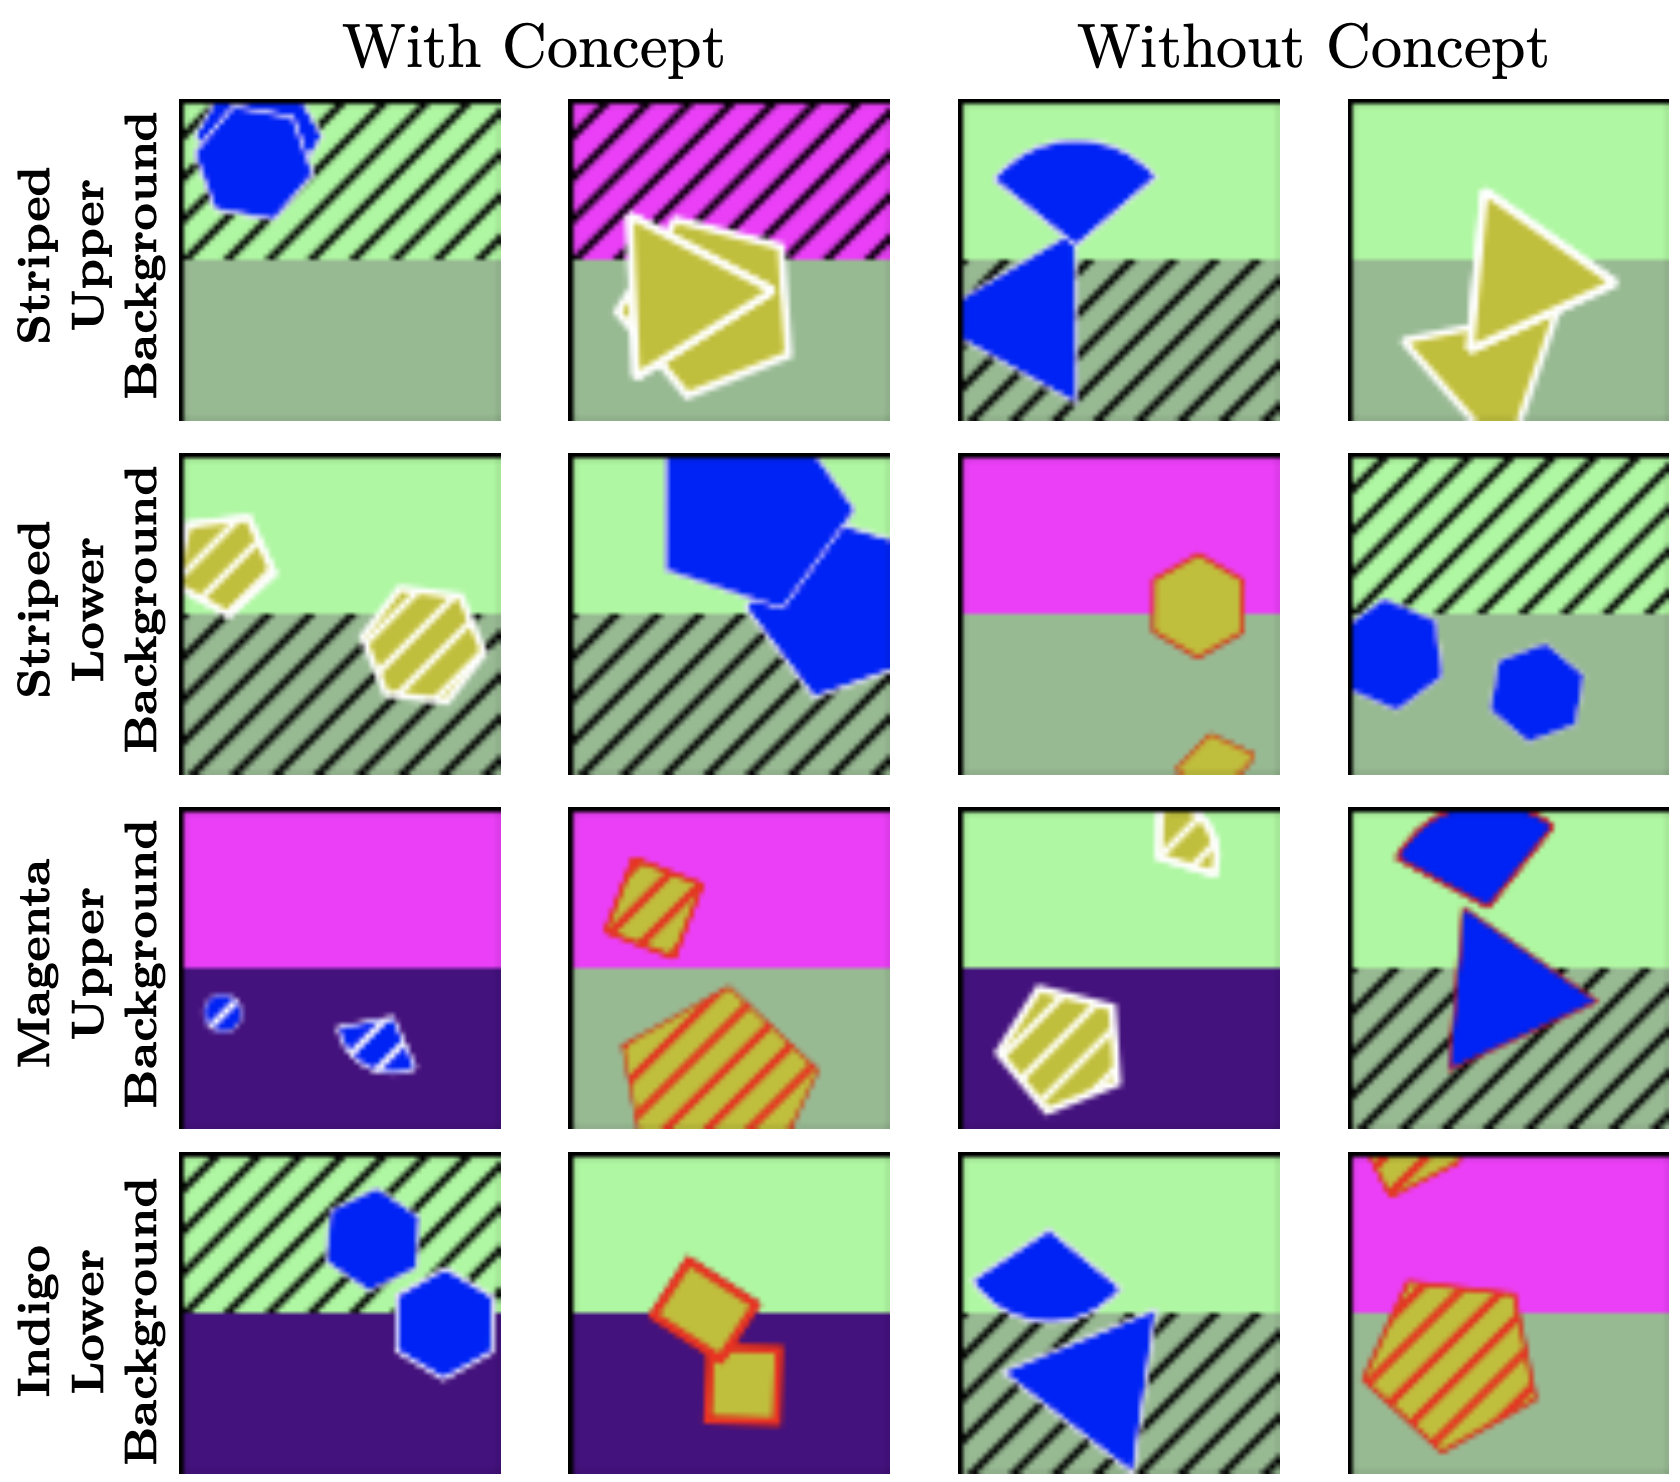 With Concept
Without Concept
Striped
Upper
Background
Striped
Lower
Background
Magenta
Upper
Background
Indigo
Lower
Background